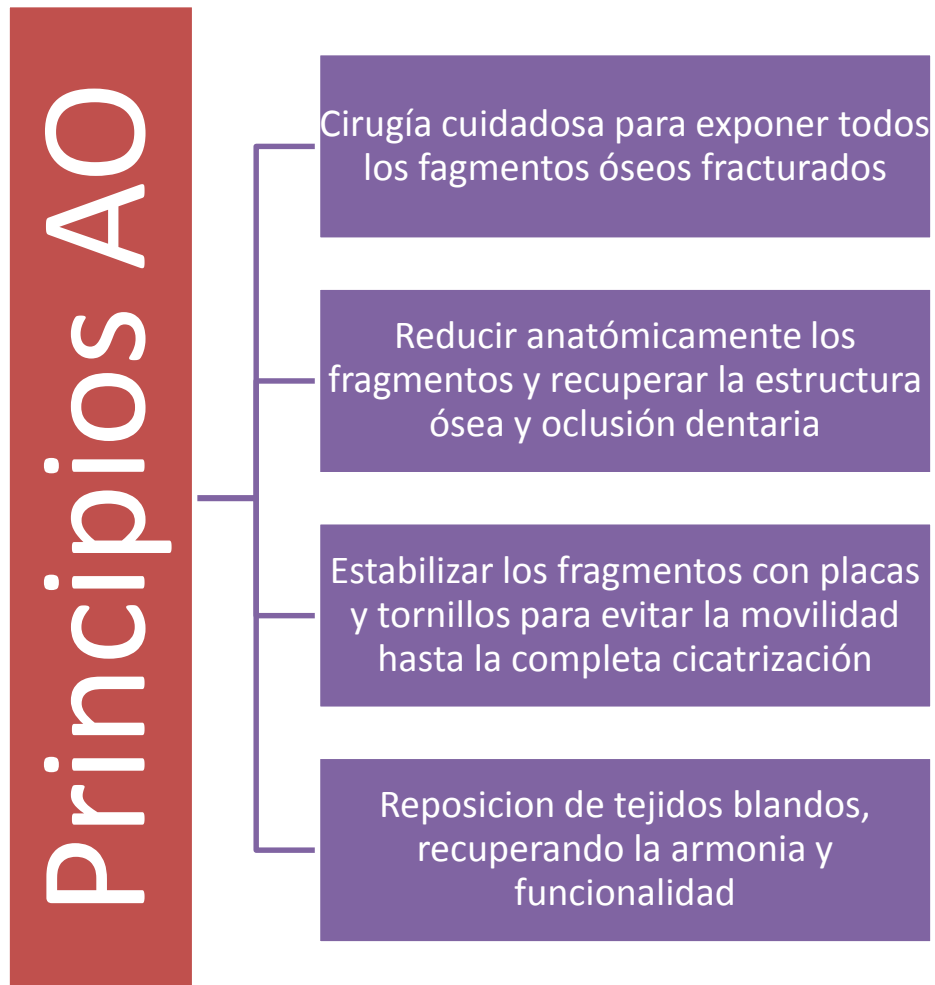 Principios AO
Cirugía cuidadosa para exponer todos
los fagmentos óseos fracturados
Reducir anatómicamente los
fragmentos y recuperar la estructura
ósea y oclusión dentaria
Estabilizar los fragmentos con placas
y tornillos para evitar la movilidad
hasta la completa cicatrización
Reposicion de tejidos blandos,
recuperando la armonia y
funcionalidad